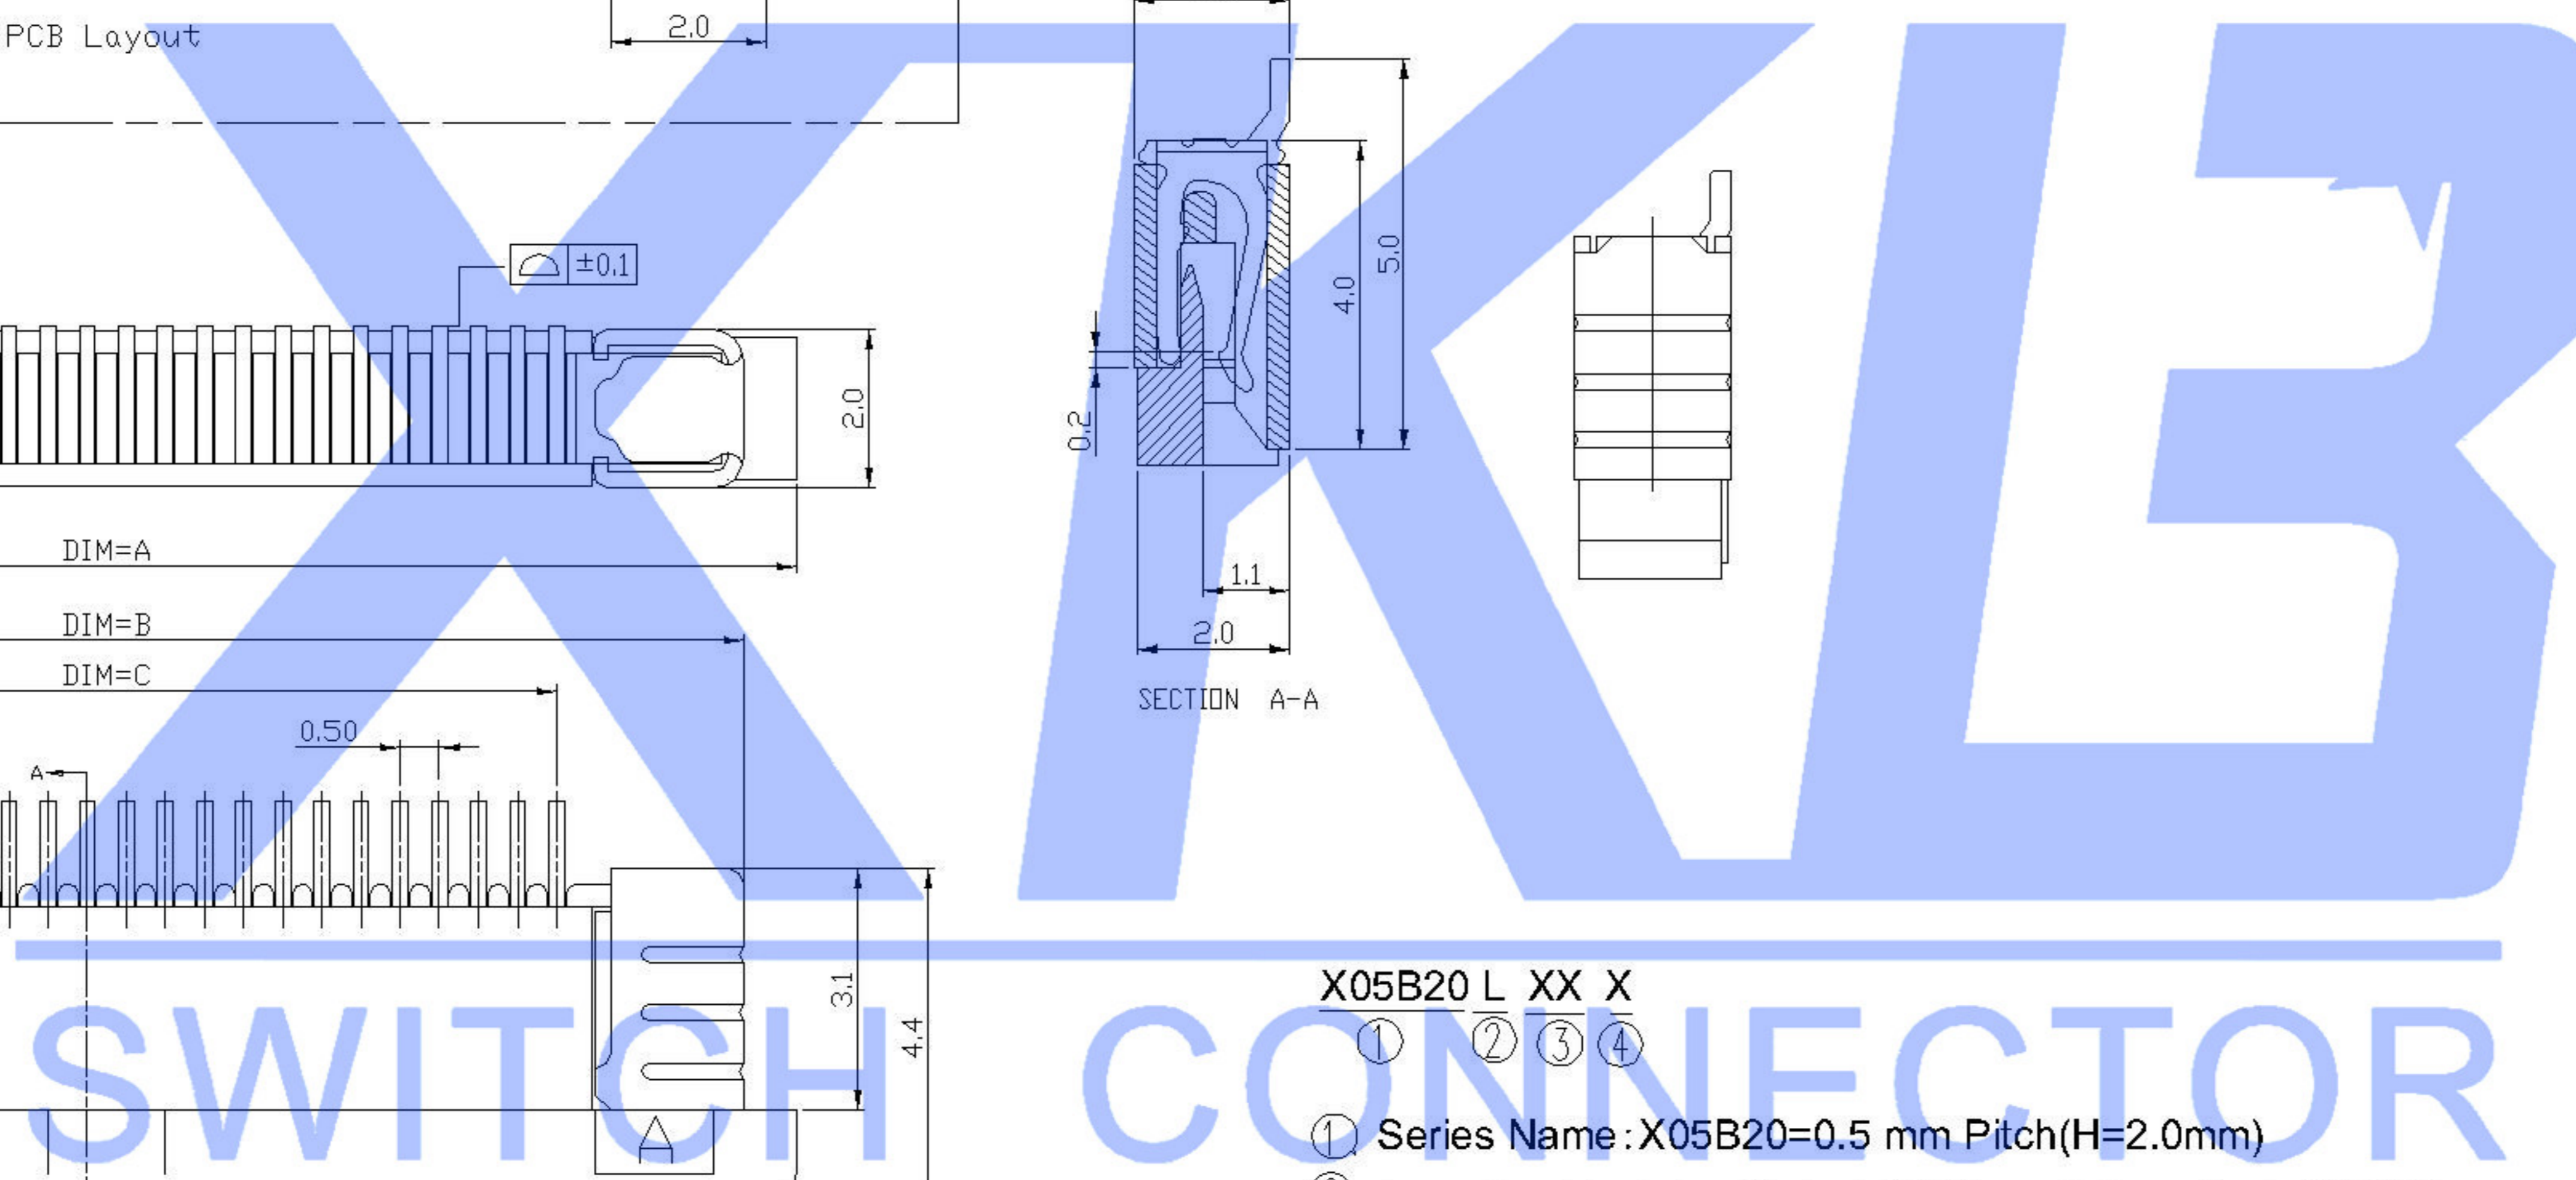 PCB Layout
2.0
±0.1
2.0
DIM=A
DIM=B
DIM=C
0.50
A
3.1
4.4
5.0
4.0
0.2
1.1
2.0
SECTION A-A
XKB
SWITCH CONNECTOR
X05B20 L XX X
① ② ③ ④
① Series Name:X05B20=0.5 mm Pitch(H=2.0mm)